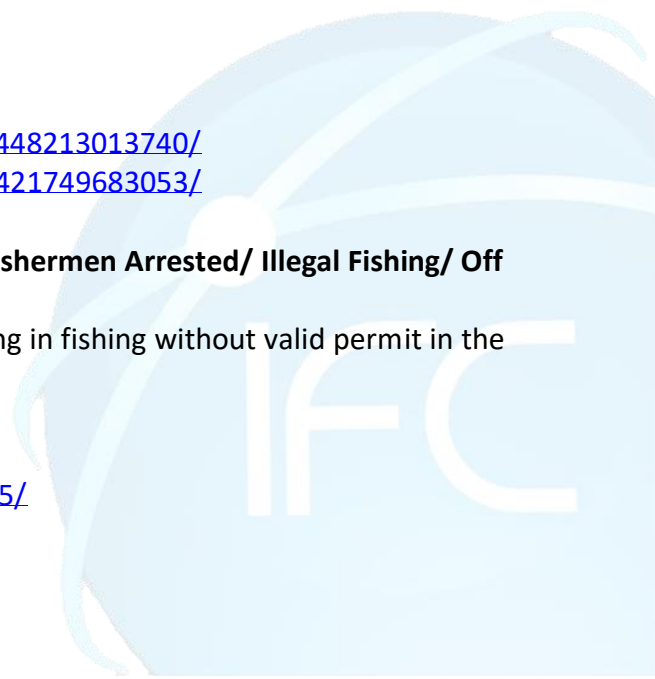 448213013740/
421749683053/
shermen Arrested/ Illegal Fishing/ Off
ng in fishing without valid permit in the
5/
IFC